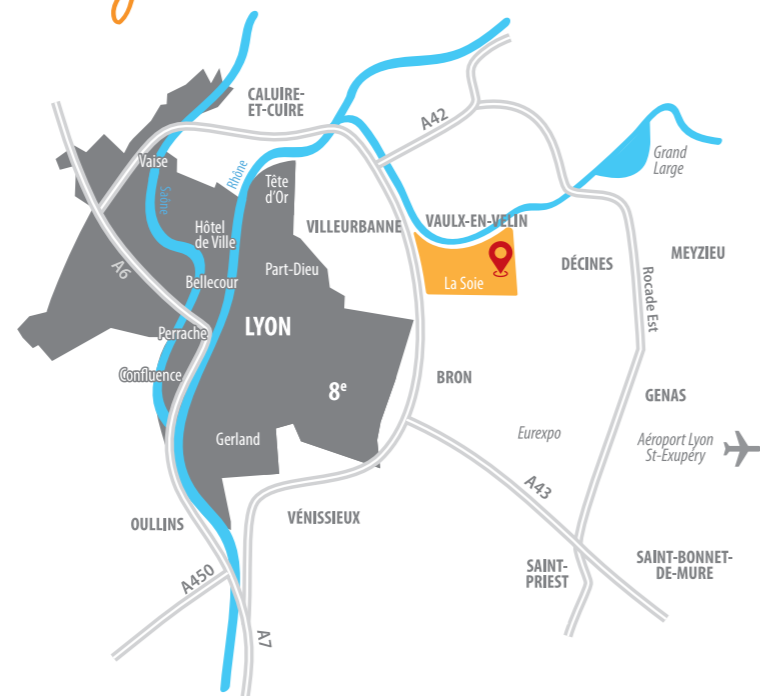 CALUIRE-
ET-CUIRE
A42
Vaise
Rhône
Grand
Large
Tête
d'Or
Saône
Hôtel
de Ville
VILLEURBANNE
VAULX-EN-VELIN
A6
Part-Dieu
DÉCINES
MEYZIEU
Bellecour
La Soie
Rocade Est
Perrache
LYON
Confluence
8e
BRON
GENAS
Gerland
Eurexpo
Aéroport Lyon
St-Exupéry
A43
OULLINS
VÉNISSIEUX
SAINT-
PRIEST
SAINT-BONNET-
DE-MURE
A450
A7